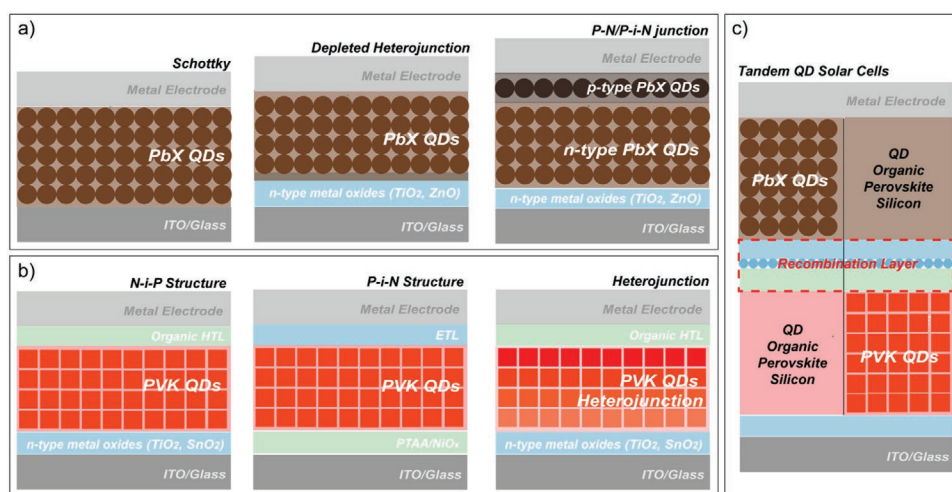 a)
Schottky
Metal Electrode
PbX QDs
ITO/Glass
Depleted Heterojunction
Metal Electrode
PbX QDs
n-type metal oxides (TiO₂, ZnO)
ITO/Glass
P-N/P-i-N junction
Metal Electrode
p-type PbX QDs
n-type PbX QDs
n-type metal oxides (TiO₂, ZnO)
ITO/Glass
b)
N-i-P Structure
Metal Electrode
Organic HTL
PVK QDs
n-type metal oxides (TiO₂, SnO₂)
ITO/Glass
P-i-N Structure
Metal Electrode
ETL
PVK QDs
PTAA/NiOₓ
ITO/Glass
Heterojunction
Metal Electrode
Organic HTL
PVK QDs
Heterojunction
n-type metal oxides (TiO₂, SnO₂)
ITO/Glass
c)
Tandem QD Solar Cells
Metal Electrode
PbX QDs
QD
Organic
Perovskite
Silicon
Recombination Layer
QD
Organic
Perovskite
Silicon
PVK QDs
ITO/Glass